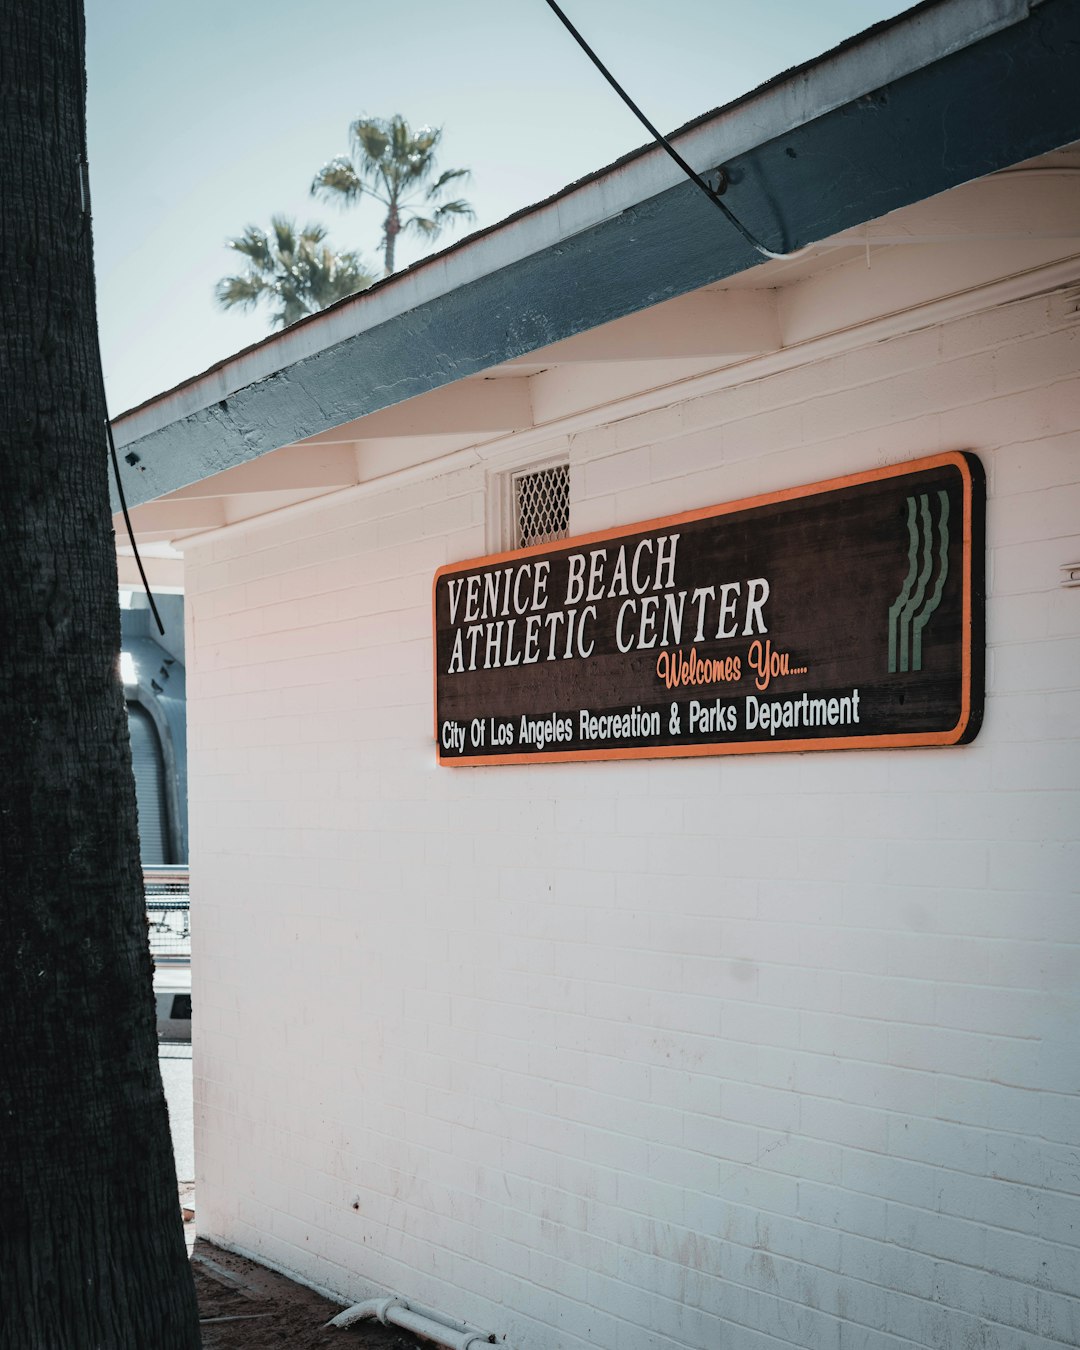 VENICE BEACH
ATHLETIC CENTER
Welcomes You.....
City Of Los Angeles Recreation & Parks Department